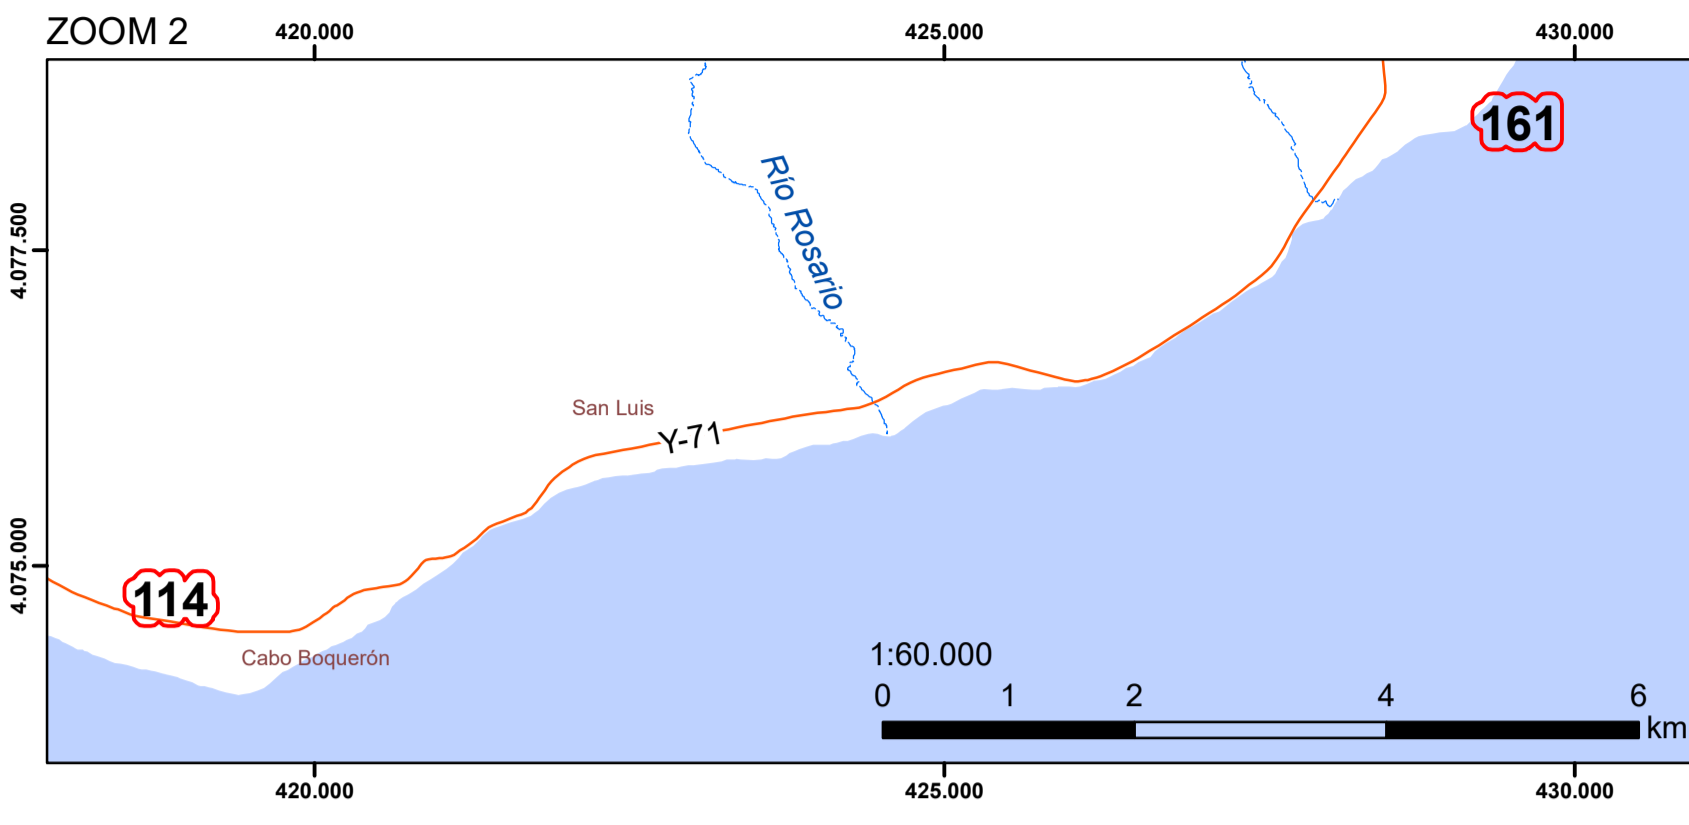 ZOOM 2
420.000 425.000 430.000
161
Río Rosario
4.077.500
San Luis
Y-71
4.075.000
114
Cabo Boquerón
1:60.000
0 1 2 4 6
km
420.000 425.000 430.000